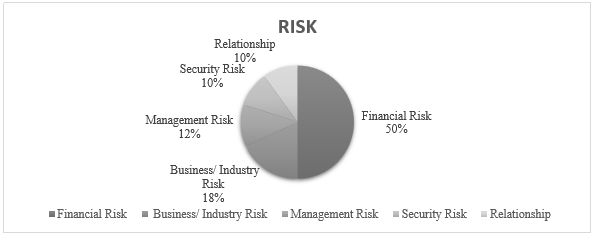 RISK
Relationship
10%
Security Risk
10%
Management Risk
12%
Business/ Industry
Risk
18%
Financial Risk
50%
Financial Risk Business/ Industry Risk Management Risk Security Risk Relationship